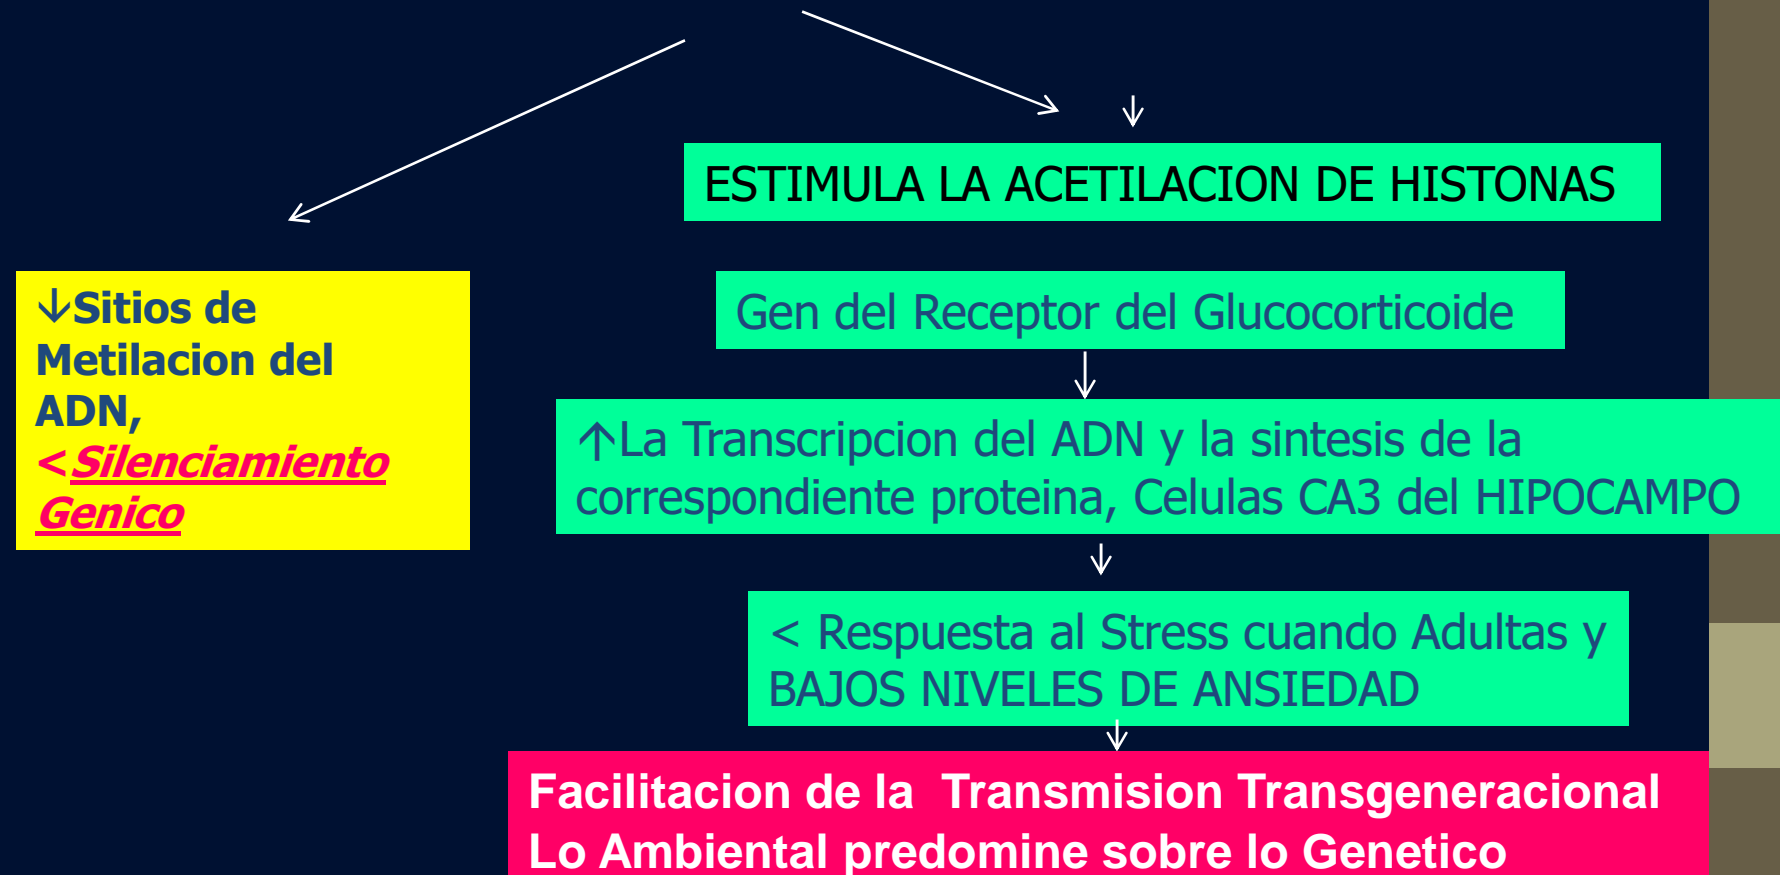 ESTIMULA LA ACETILACION DE HISTONAS
↓Sitios de
Metilacion del
ADN,
<Silenciamiento
Genico
Gen del Receptor del Glucocorticoide
↑La Transcripcion del ADN y la sintesis de la
correspondiente proteina, Celulas CA3 del HIPOCAMPO
< Respuesta al Stress cuando Adultas y
BAJOS NIVELES DE ANSIEDAD
Facilitacion de la Transmision Transgeneracional
Lo Ambiental predomine sobre lo Genetico